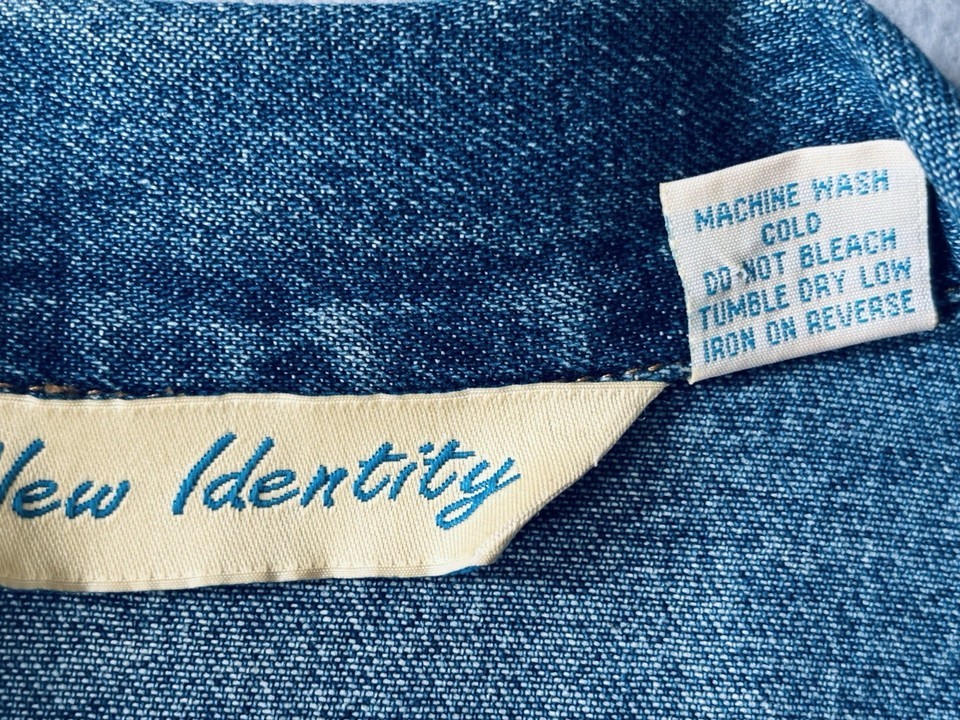 MACHINE WASH
COLD
DO NOT BLEACH
TUMBLE DRY LOW
IRON ON REVERSE
New Identity